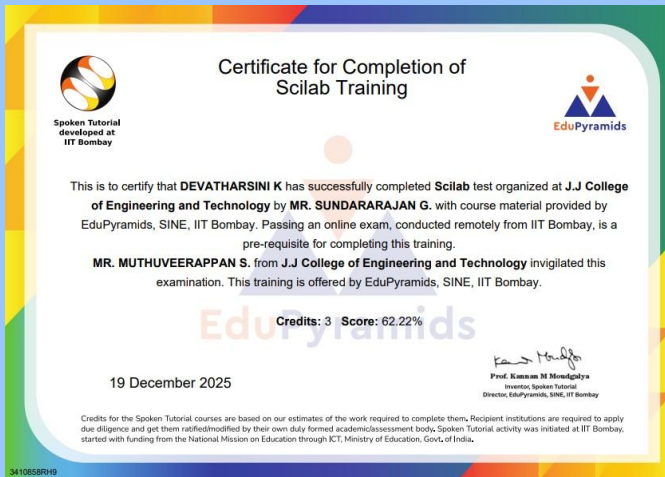 Certificate for Completion of
Scilab Training
Spoken Tutorial
developed at
IIT Bombay
EduPyramids
This is to certify that DEVATHARSINI K has successfully completed Scilab test organized at J.J College
of Engineering and Technology by MR. SUNDARARAJAN G. with course material provided by
EduPyramids, SINE, IIT Bombay. Passing an online exam, conducted remotely from IIT Bombay, is a
pre-requisite for completing this training.
MR. MUTHUVEERAPPAN S. from J.J College of Engineering and Technology invigilated this
examination. This training is offered by EduPyramids, SINE, IIT Bombay.
EduPyramids
Credits: 3 Score: 62.22%
19 December 2025
Prof. Kannan M Moudgalya
Inventor, Spoken Tutorial
Director, EduPyramids, SINE, IIT Bombay
Credits for the Spoken Tutorial courses are based on our estimates of the work required to complete them. Recipient institutions are required to apply
due diligence and get them ratified/modified by their own duly formed academic/assessment body. Spoken Tutorial activity was initiated at IIT Bombay,
started with funding from the National Mission on Education through ICT, Ministry of Education, Govt. of India.
3410858RH9